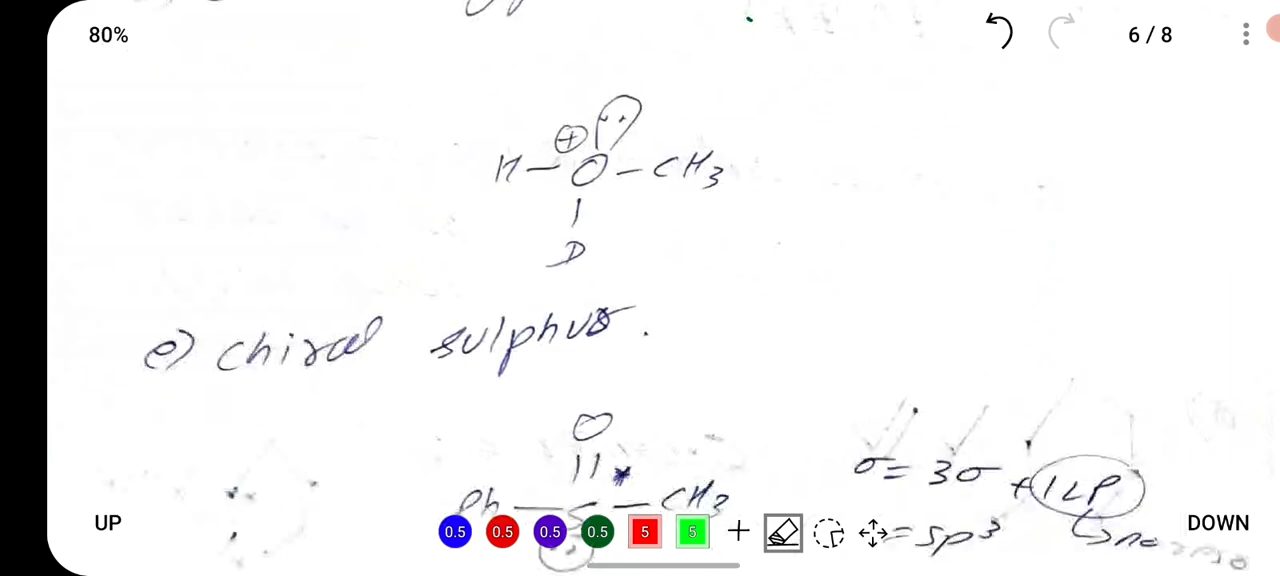 80%
6 / 8
⊕ ··
H – O – CH3
|
D
e) chiral sulphur.
O
|| *
Ph – S – CH3
σ = 3σ + 1LP
= sp3
0.5 0.5 0.5 0.5 5 5 +
UP
DOWN